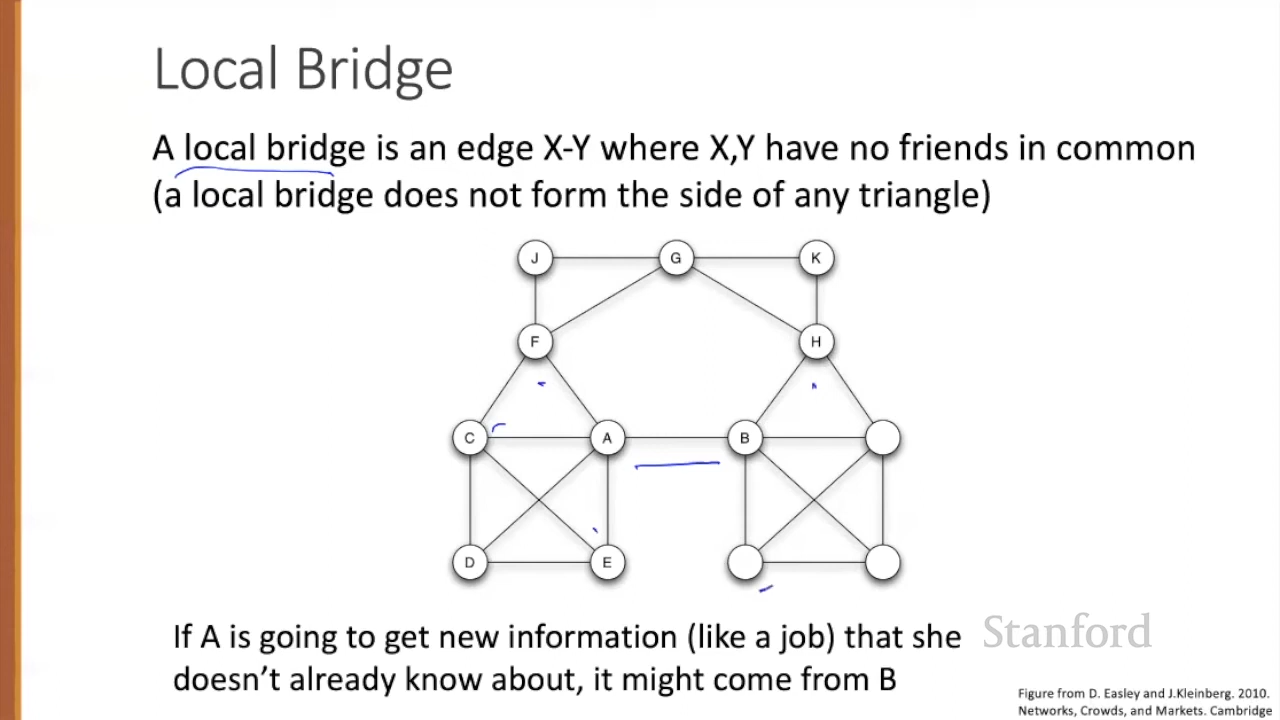 Local Bridge
A local bridge is an edge X-Y where X,Y have no friends in common
(a local bridge does not form the side of any triangle)
J G K
F H
C A B
D E
If A is going to get new information (like a job) that she
doesn’t already know about, it might come from B
Stanford
Figure from D. Easley and J.Kleinberg. 2010.
Networks, Crowds, and Markets. Cambridge